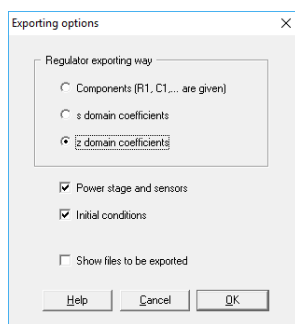 Exporting options
Regulator exporting way
Components (R1, C1,... are given)
s domain coefficients
z domain coefficients
Power stage and sensors
Initial conditions
Show files to be exported
Help Cancel OK